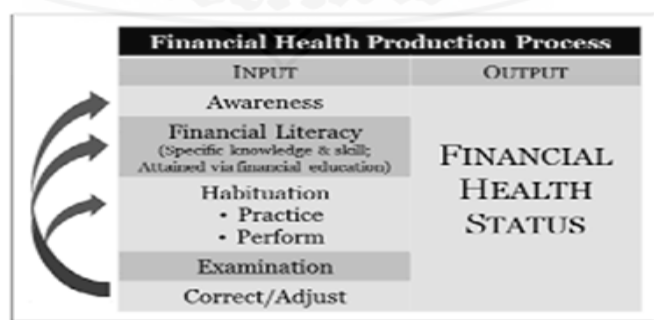 Financial Health Production Process
INPUT
OUTPUT
Awareness
Financial Literacy
(Specific knowledge & skill;
Attained via financial education)
Habituation
• Practice
• Perform
Examination
Correct/Adjust
FINANCIAL
HEALTH
STATUS